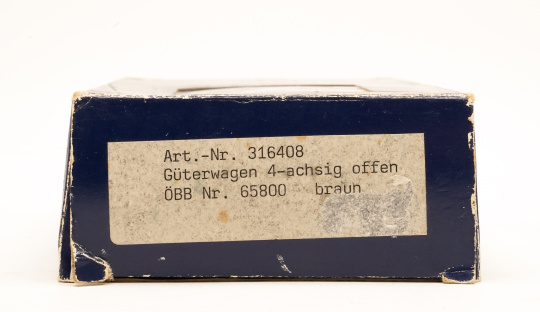 Art.-Nr. 316408
Güterwagen 4-achsig offen
ÖBB Nr. 65800 braun